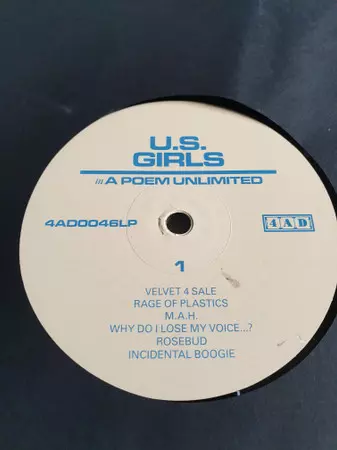 U.S.
GIRLS
in A POEM UNLIMITED
4AD0046LP
4AD
1
VELVET 4 SALE
RAGE OF PLASTICS
M.A.H.
WHY DO I LOSE MY VOICE...?
ROSEBUD
INCIDENTAL BOOGIE